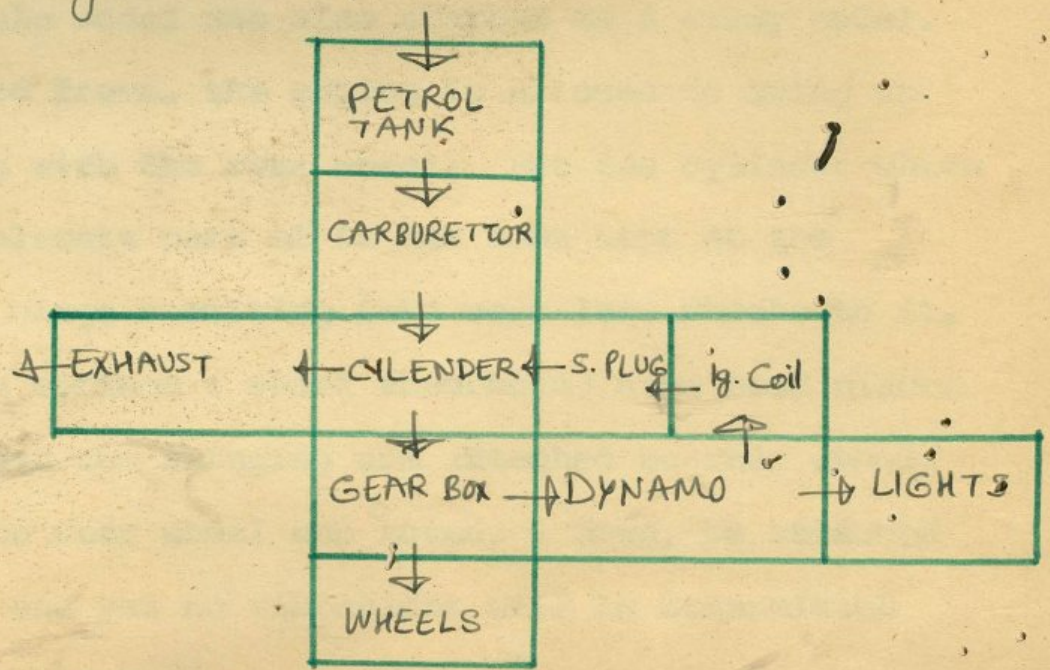 PETROL
TANK
CARBURETTOR
EXHAUST
CYLENDER
S. PLUG
ig. Coil
GEAR BOX
DYNAMO
LIGHTS
WHEELS